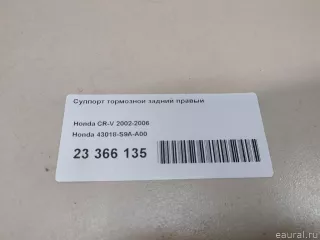 Суппорт тормозной задний правый
Honda CR-V 2002-2006
Honda 43018-S9A-A00
23 366 135
© eaural.ru